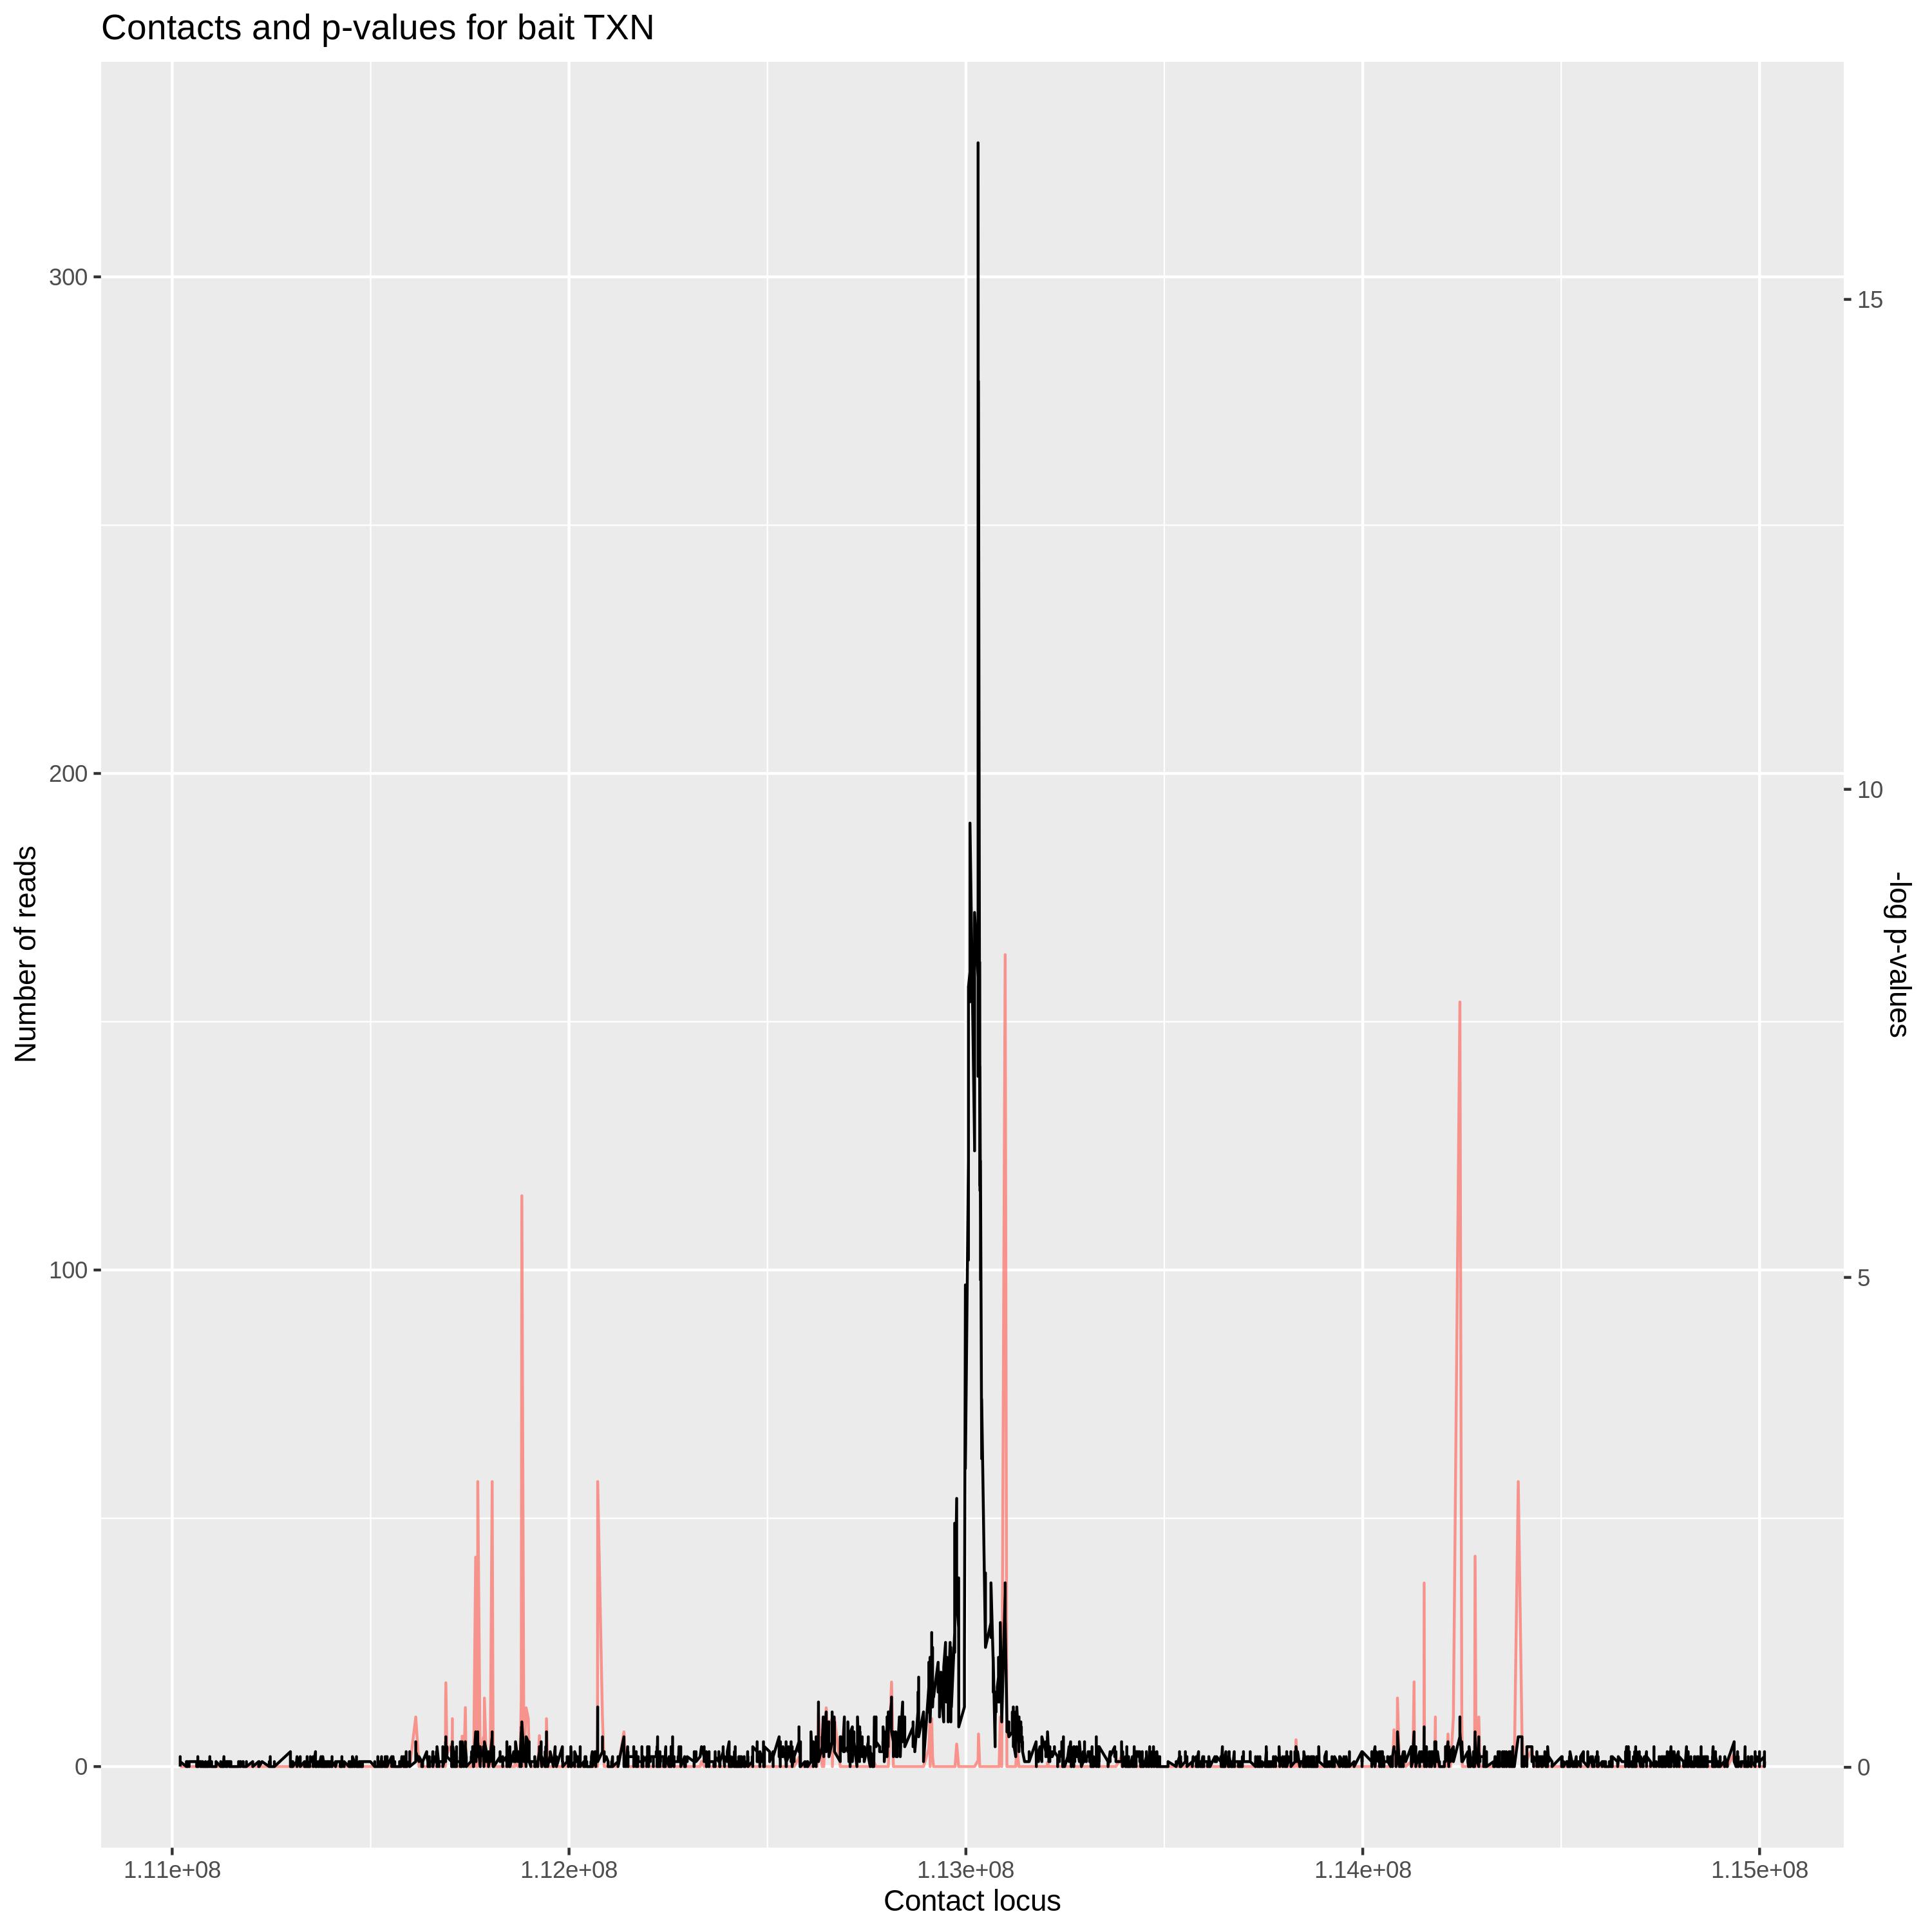 Contacts and p-values for bait TXN
300
200
100
0
Number of reads
15
10
5
0
-log p-values
1.11e+08
1.12e+08
1.13e+08
1.14e+08
1.15e+08
Contact locus